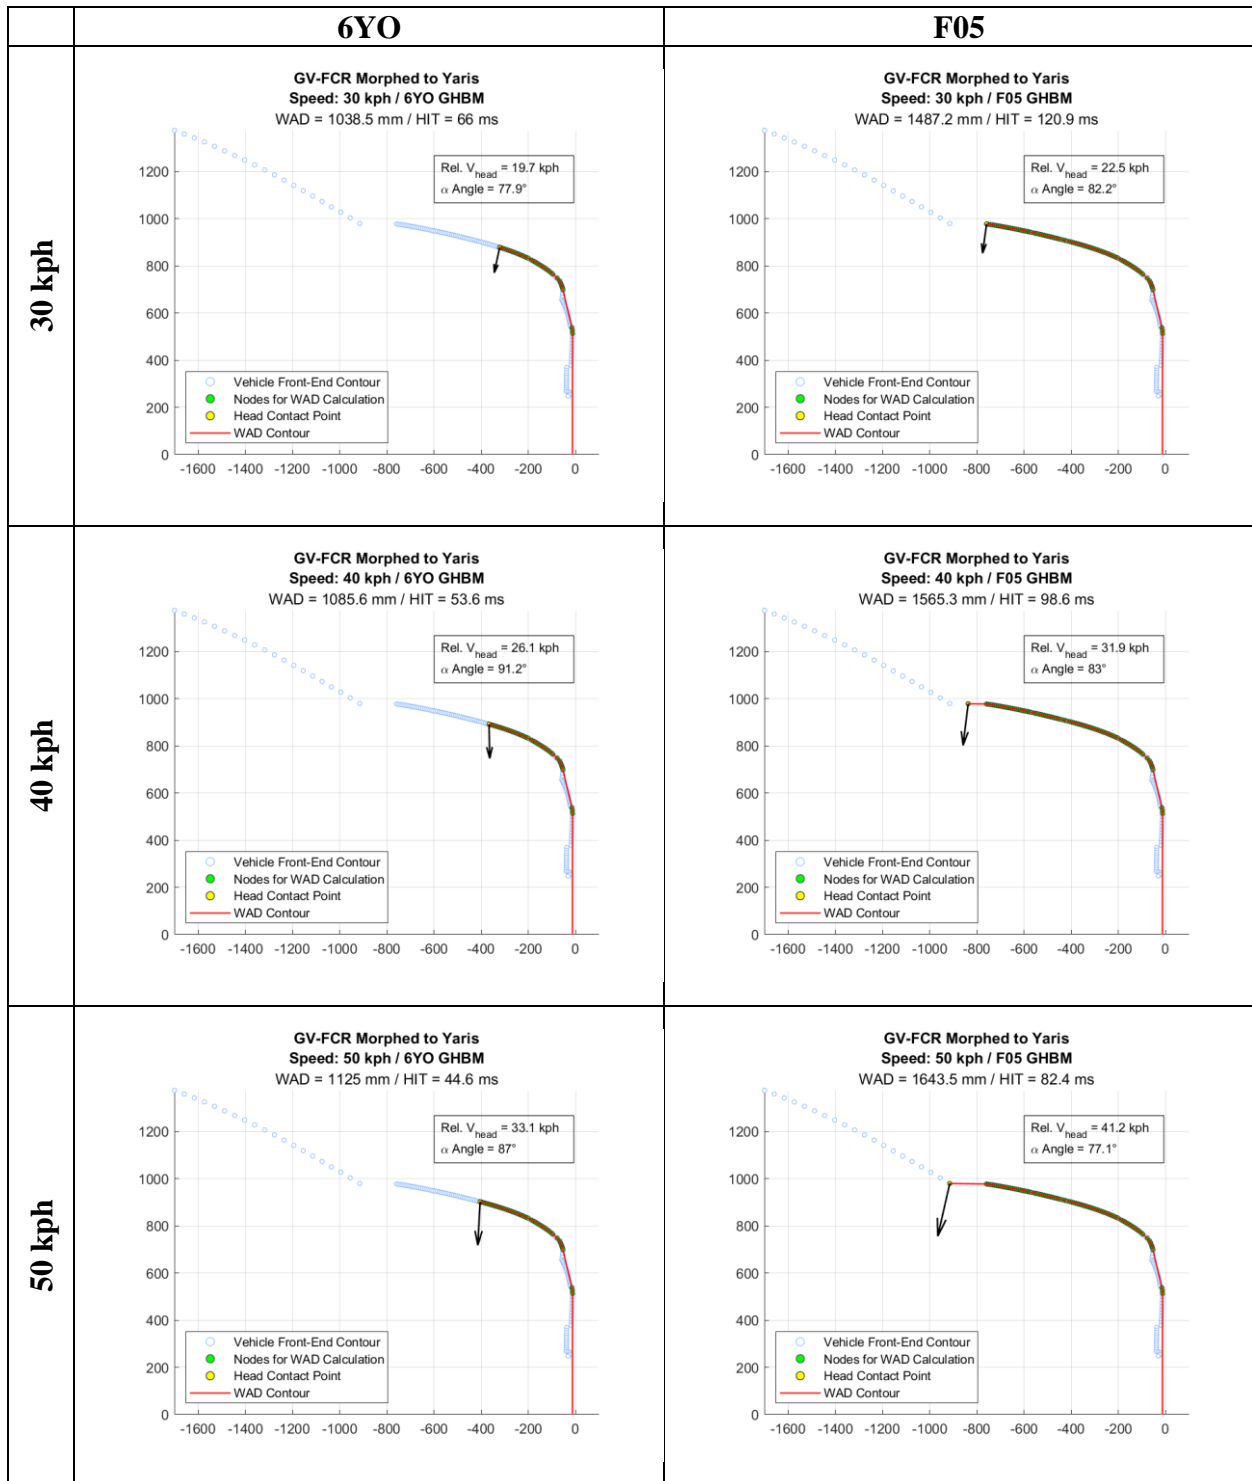 6YO
F05
30 kph
GV-FCR Morphed to Yaris
Speed: 30 kph / 6YO GHBM
WAD = 1038.5 mm / HIT = 66 ms
Rel. V_head = 19.7 kph
α Angle = 77.9°
1200
1000
800
600
400
200
0
Vehicle Front-End Contour
Nodes for WAD Calculation
Head Contact Point
WAD Contour
-1600 -1400 -1200 -1000 -800 -600 -400 -200 0
GV-FCR Morphed to Yaris
Speed: 30 kph / F05 GHBM
WAD = 1487.2 mm / HIT = 120.9 ms
Rel. V_head = 22.5 kph
α Angle = 82.2°
1200
1000
800
600
400
200
0
Vehicle Front-End Contour
Nodes for WAD Calculation
Head Contact Point
WAD Contour
-1600 -1400 -1200 -1000 -800 -600 -400 -200 0
40 kph
GV-FCR Morphed to Yaris
Speed: 40 kph / 6YO GHBM
WAD = 1085.6 mm / HIT = 53.6 ms
Rel. V_head = 26.1 kph
α Angle = 91.2°
1200
1000
800
600
400
200
0
Vehicle Front-End Contour
Nodes for WAD Calculation
Head Contact Point
WAD Contour
-1600 -1400 -1200 -1000 -800 -600 -400 -200 0
GV-FCR Morphed to Yaris
Speed: 40 kph / F05 GHBM
WAD = 1565.3 mm / HIT = 98.6 ms
Rel. V_head = 31.9 kph
α Angle = 83°
1200
1000
800
600
400
200
0
Vehicle Front-End Contour
Nodes for WAD Calculation
Head Contact Point
WAD Contour
-1600 -1400 -1200 -1000 -800 -600 -400 -200 0
50 kph
GV-FCR Morphed to Yaris
Speed: 50 kph / 6YO GHBM
WAD = 1125 mm / HIT = 44.6 ms
Rel. V_head = 33.1 kph
α Angle = 87°
1200
1000
800
600
400
200
0
Vehicle Front-End Contour
Nodes for WAD Calculation
Head Contact Point
WAD Contour
-1600 -1400 -1200 -1000 -800 -600 -400 -200 0
GV-FCR Morphed to Yaris
Speed: 50 kph / F05 GHBM
WAD = 1643.5 mm / HIT = 82.4 ms
Rel. V_head = 41.2 kph
α Angle = 77.1°
1200
1000
800
600
400
200
0
Vehicle Front-End Contour
Nodes for WAD Calculation
Head Contact Point
WAD Contour
-1600 -1400 -1200 -1000 -800 -600 -400 -200 0